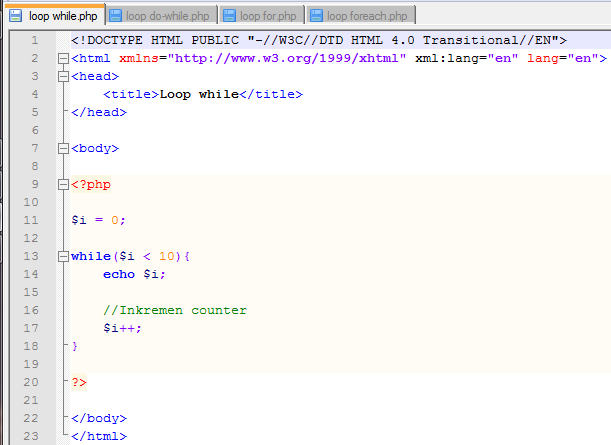 loop while.php loop do-while.php loop for.php loop foreach.php
1 <!DOCTYPE HTML PUBLIC "-//W3C//DTD HTML 4.0 Transitional//EN">
2 <html xmlns="http://www.w3.org/1999/xhtml" xml:lang="en" lang="en">
3 <head>
4 <title>Loop while</title>
5 </head>
6
7 <body>
8
9 <?php
10
11 $i = 0;
12
13 while($i < 10){
14 echo $i;
15
16 //Inkremen counter
17 $i++;
18 }
19
20 ?>
21
22 </body>
23 </html>